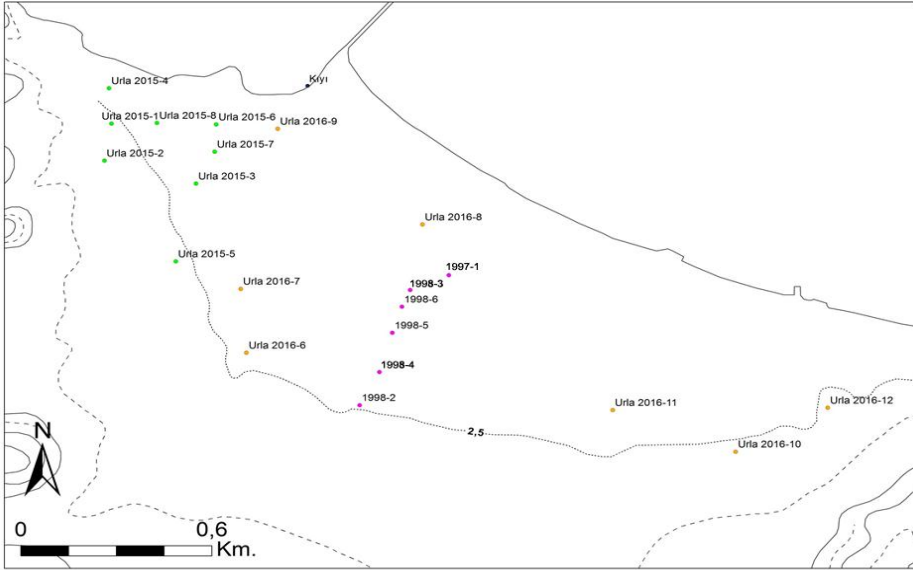 Kıyı
Urla 2015-4
Urla 2015-1
Urla 2015-8
Urla 2015-6
Urla 2016-9
Urla 2015-7
Urla 2015-2
Urla 2015-3
Urla 2016-8
Urla 2015-5
1997-1
Urla 2016-7
1998-3
1998-6
1998-5
Urla 2016-6
1998-4
1998-2
Urla 2016-11
Urla 2016-12
2,5
Urla 2016-10
N
0
0,6
Km.